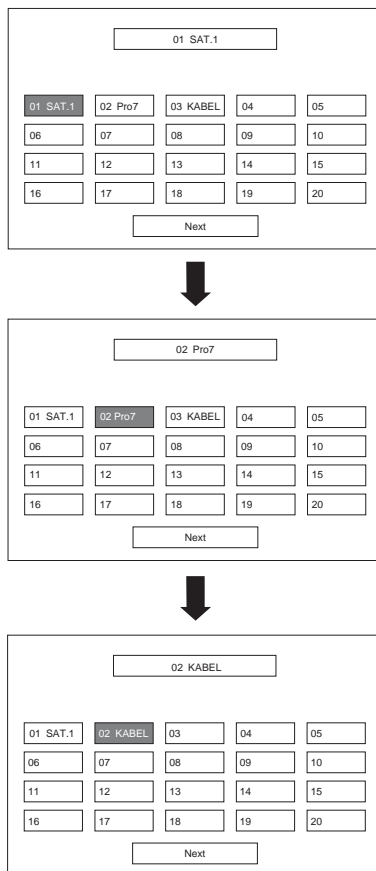 01 SAT.1
01 SAT.1 02 Pro7 03 KABEL 04 05
06 07 08 09 10
11 12 13 14 15
16 17 18 19 20
Next
02 Pro7
01 SAT.1 02 Pro7 03 KABEL 04 05
06 07 08 09 10
11 12 13 14 15
16 17 18 19 20
Next
02 KABEL
01 SAT.1 02 KABEL 03 04 05
06 07 08 09 10
11 12 13 14 15
16 17 18 19 20
Next